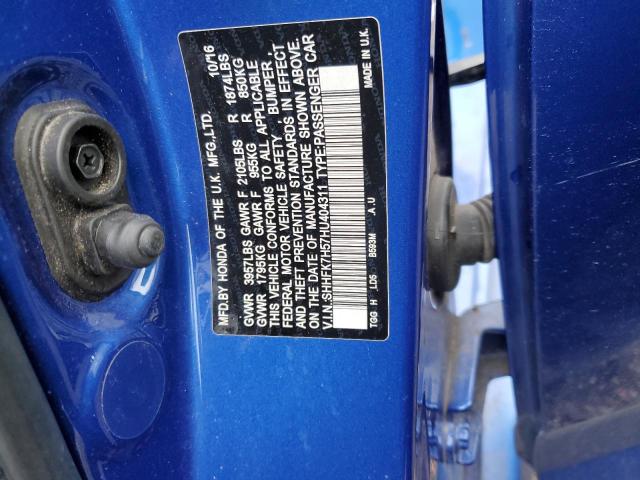 MFD.BY HONDA OF THE U.K. MFG.,LTD. 10/16
GVWR 3957LBS GAWR F 2105LBS R 1874LBS
GVWR 1795KG GAWR F 955KG R 850KG
THIS VEHICLE CONFORMS TO ALL APPLICABLE
FEDERAL MOTOR VEHICLE SAFETY, BUMPER,
AND THEFT PREVENTION STANDARDS IN EFFECT
ON THE DATE OF MANUFACTURE SHOWN ABOVE.
V.I.N.:SHHFK7H57HU404311 TYPE:PASSENGER CAR
TGG H LD5 B593M A.U MADE IN U.K.